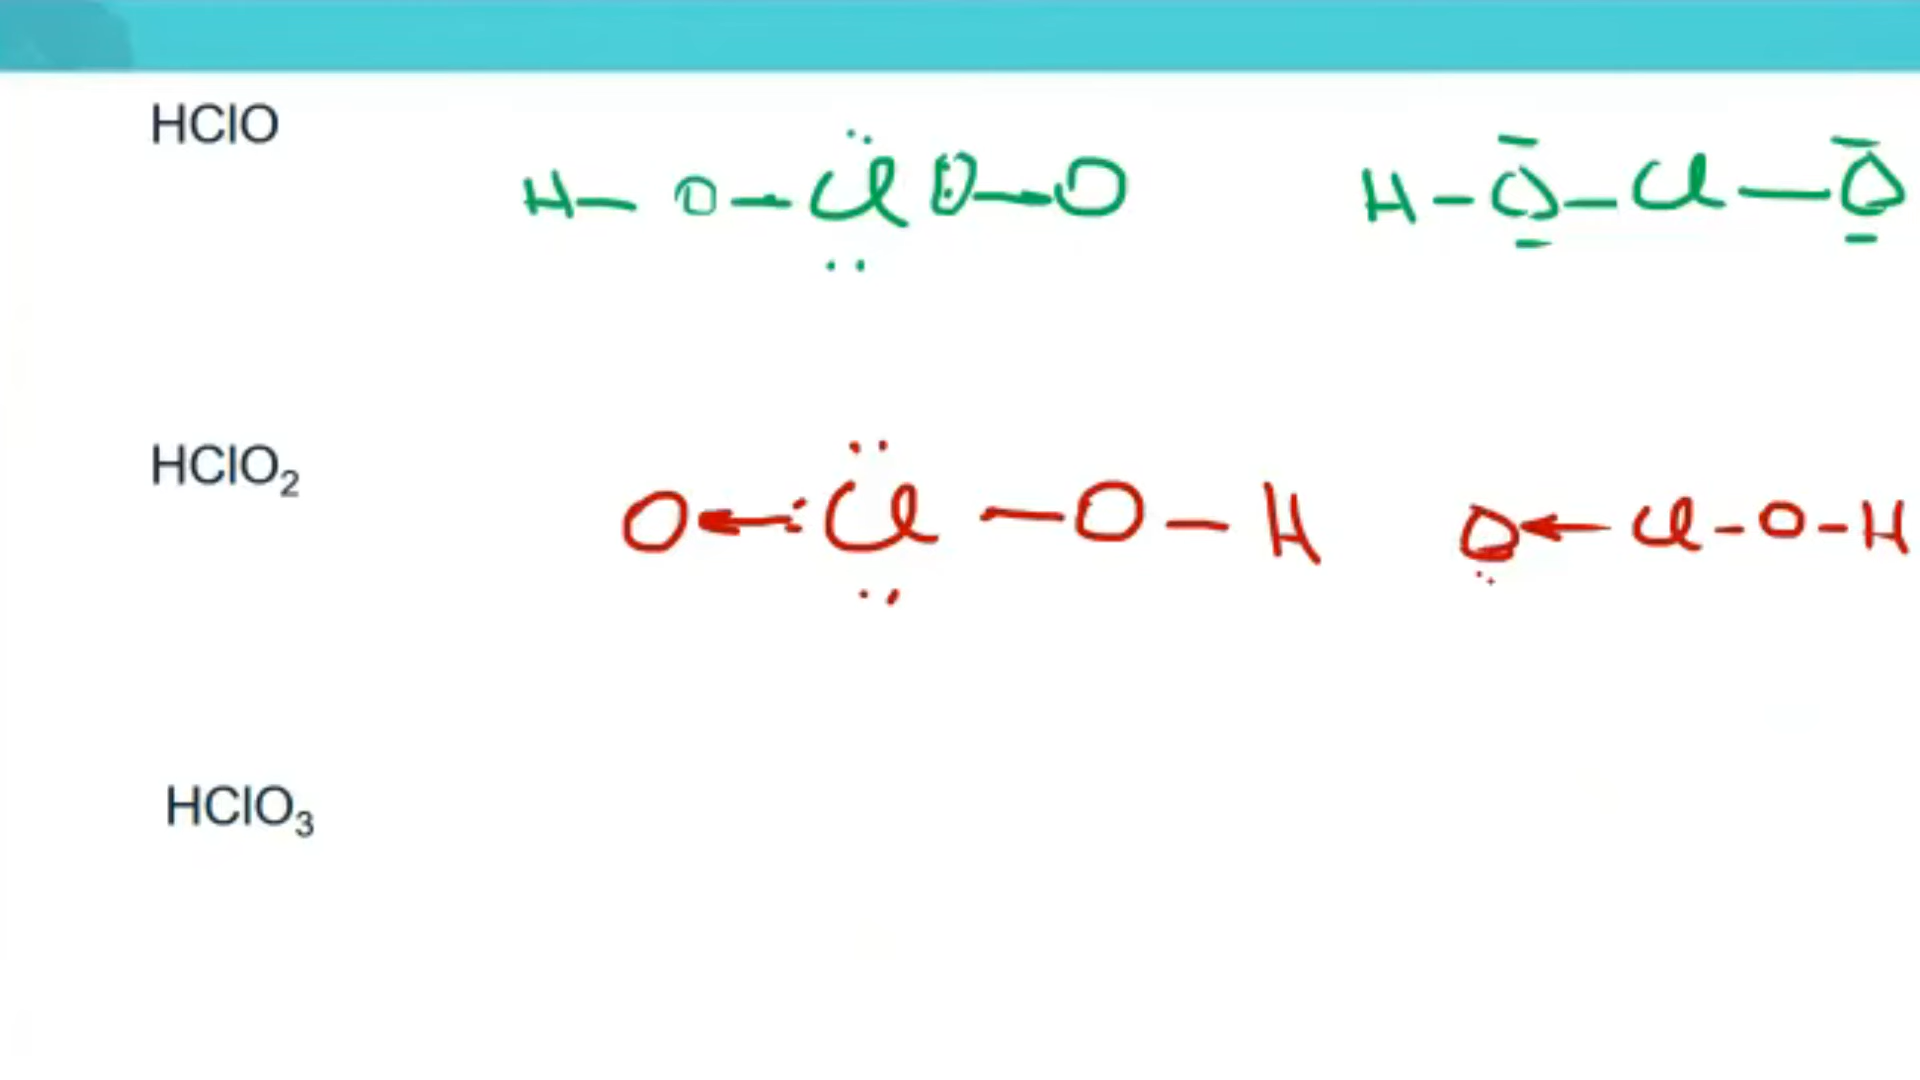 HClO
H– O–Cl O–O H–O–Cl–O
HClO₂
O←:Cl –O–H O←Cl–O–H
HClO₃